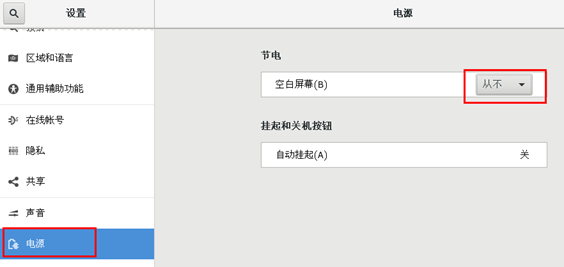 设置
电源
区域和语言
通用辅助功能
在线帐号
隐私
共享
声音
电源
节电
空白屏幕(B)
从不
挂起和关机按钮
自动挂起(A)
关